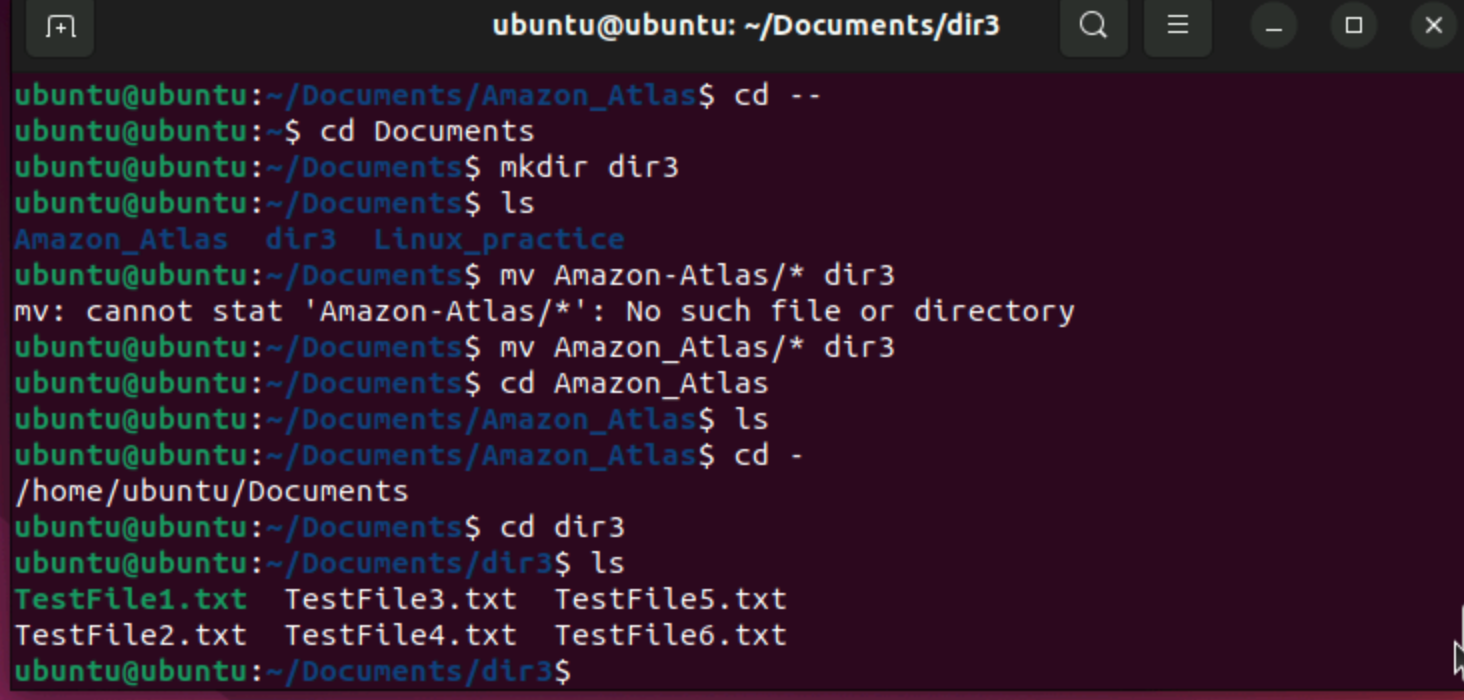 ubuntu@ubuntu: ~/Documents/dir3
ubuntu@ubuntu:~/Documents/Amazon_Atlas$ cd --
ubuntu@ubuntu:~$ cd Documents
ubuntu@ubuntu:~/Documents$ mkdir dir3
ubuntu@ubuntu:~/Documents$ ls
Amazon_Atlas  dir3  Linux_practice
ubuntu@ubuntu:~/Documents$ mv Amazon-Atlas/* dir3
mv: cannot stat 'Amazon-Atlas/*': No such file or directory
ubuntu@ubuntu:~/Documents$ mv Amazon_Atlas/* dir3
ubuntu@ubuntu:~/Documents$ cd Amazon_Atlas
ubuntu@ubuntu:~/Documents/Amazon_Atlas$ ls
ubuntu@ubuntu:~/Documents/Amazon_Atlas$ cd -
/home/ubuntu/Documents
ubuntu@ubuntu:~/Documents$ cd dir3
ubuntu@ubuntu:~/Documents/dir3$ ls
TestFile1.txt  TestFile3.txt  TestFile5.txt
TestFile2.txt  TestFile4.txt  TestFile6.txt
ubuntu@ubuntu:~/Documents/dir3$